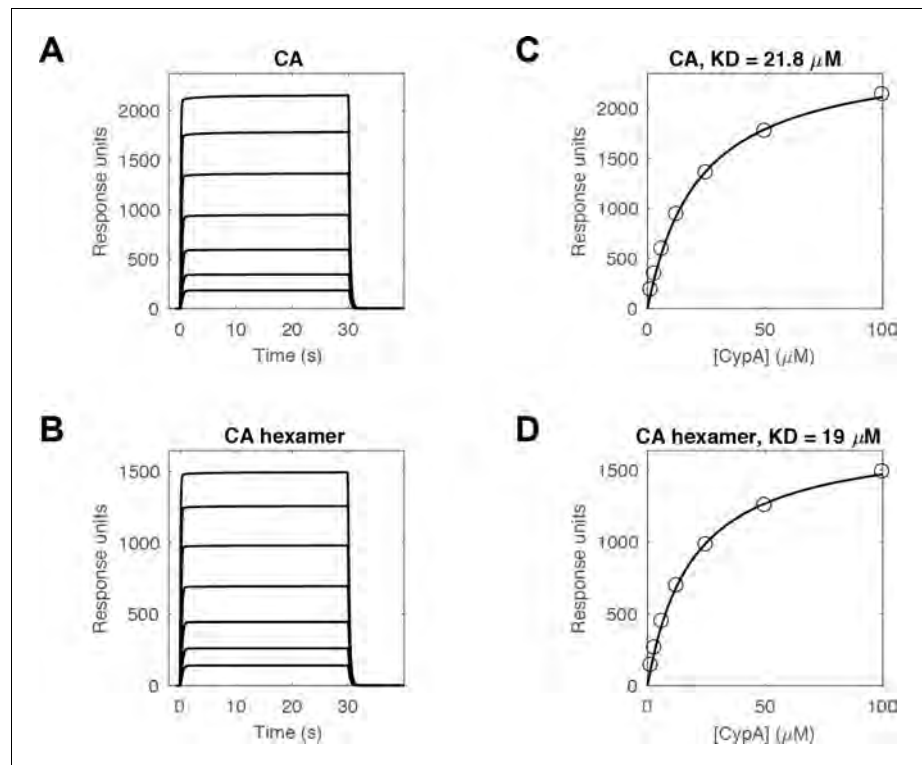 A
CA
Response units
2000
1500
1000
500
0
0 10 20 30
Time (s)
C
CA, KD = 21.8 μM
Response units
2000
1500
1000
500
0
0 50 100
[CypA] (μM)
B
CA hexamer
Response units
1500
1000
500
0
0 10 20 30
Time (s)
D
CA hexamer, KD = 19 μM
Response units
1500
1000
500
0
0 50 100
[CypA] (μM)